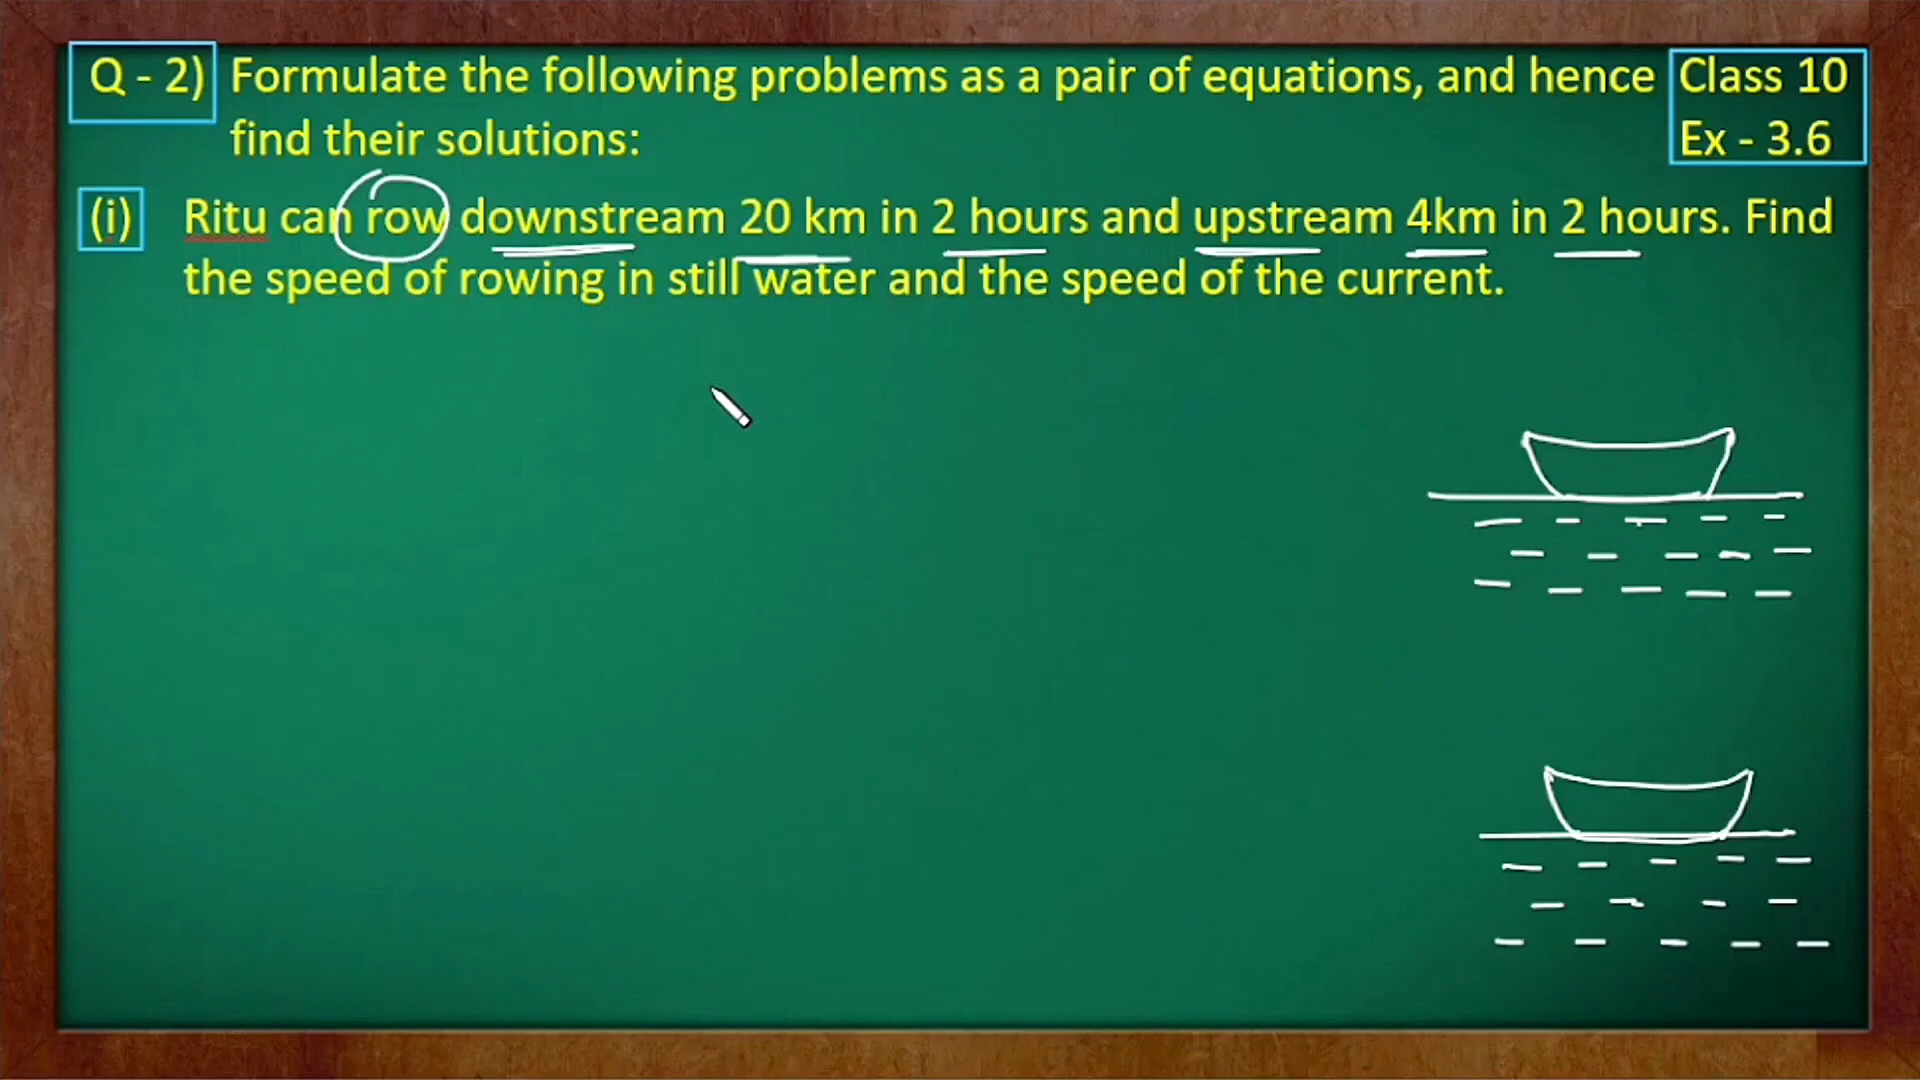 Q - 2) Formulate the following problems as a pair of equations, and hence
find their solutions:
Class 10
Ex - 3.6
(i) Ritu can row downstream 20 km in 2 hours and upstream 4km in 2 hours. Find
the speed of rowing in still water and the speed of the current.